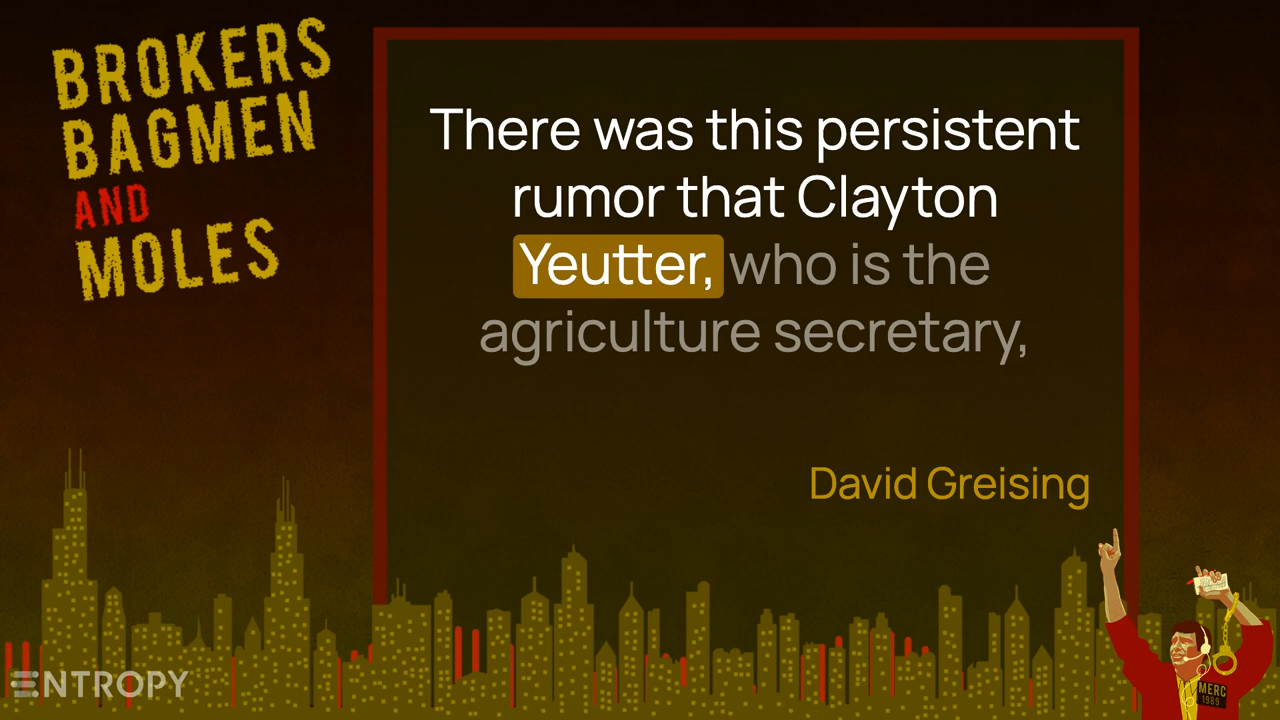 BROKERS
BAGMEN
AND
MOLES
There was this persistent
rumor that Clayton
Yeutter, who is the
agriculture secretary,
David Greising
ENTROPY
MERC
1989